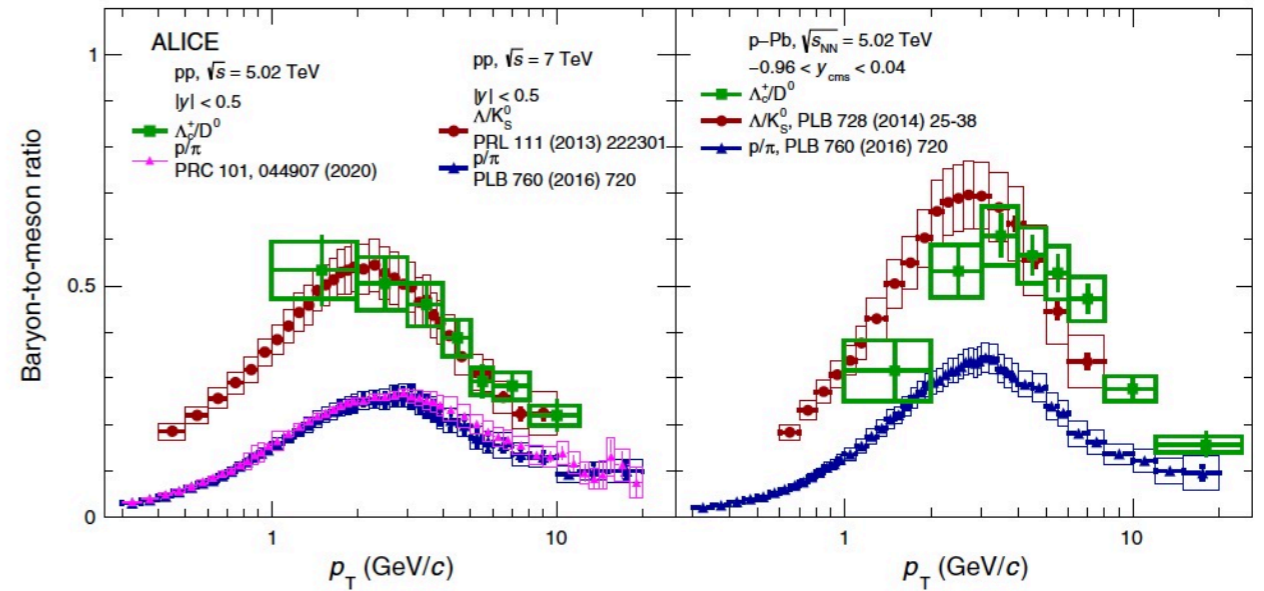 ALICE
pp, √s = 5.02 TeV
|y| < 0.5
Λc+/D0
p/π
PRC 101, 044907 (2020)
pp, √s = 7 TeV
|y| < 0.5
Λ/K0S
PRL 111 (2013) 222301
p/π
PLB 760 (2016) 720
p–Pb, √sNN = 5.02 TeV
−0.96 < ycms < 0.04
Λc+/D0
Λ/K0S, PLB 728 (2014) 25-38
p/π, PLB 760 (2016) 720
Baryon-to-meson ratio
1
0.5
0
1
10
pT (GeV/c)
1
10
pT (GeV/c)